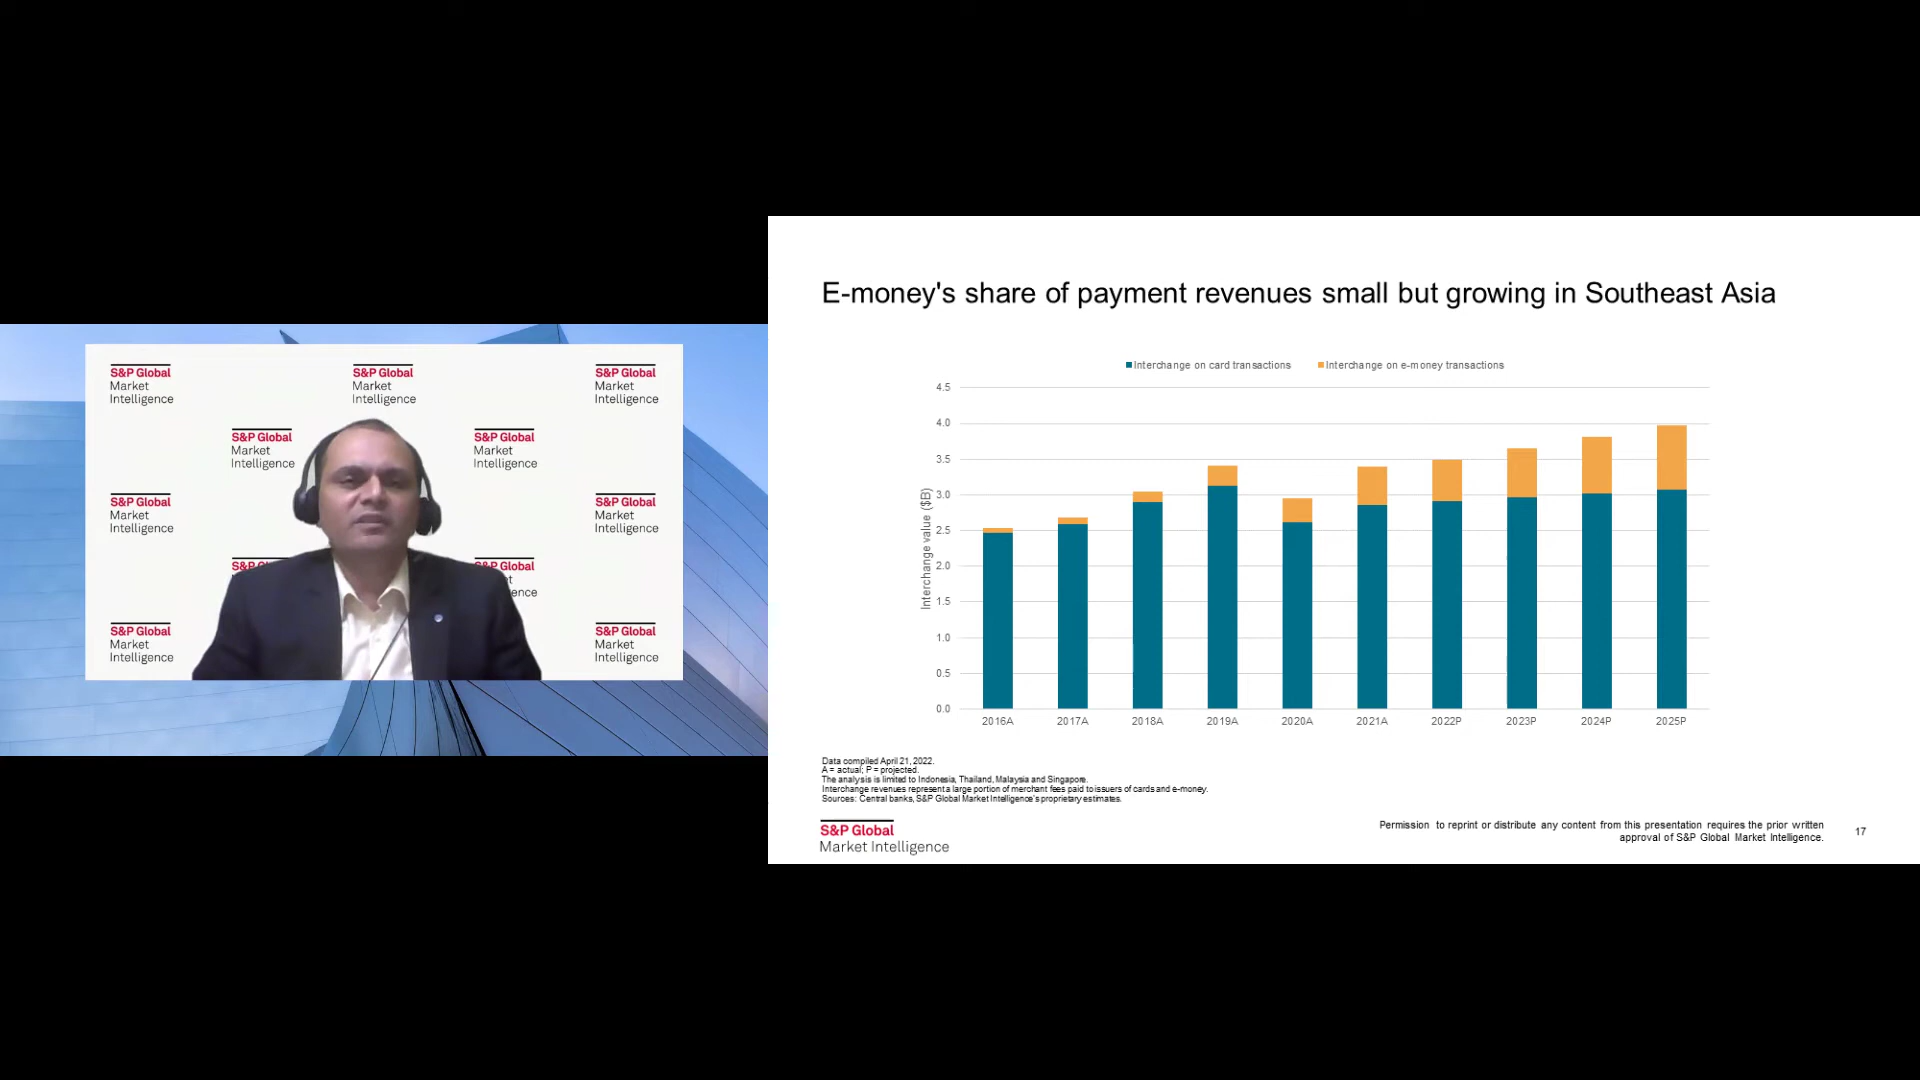 S&P Global
Market
Intelligence
S&P Global
Market
Intelligence
S&P Global
Market
Intelligence
S&P Global
Market
Intelligence
S&P Global
Market
Intelligence
S&P Global
Market
Intelligence
S&P Global
Market
Intelligence
S&P Global
Market
Intelligence
S&P Global
Market
Intelligence
E-money's share of payment revenues small but growing in Southeast Asia
Interchange on card transactions
Interchange on e-money transactions
Interchange value ($B)
4.5
4.0
3.5
3.0
2.5
2.0
1.5
1.0
0.5
0.0
2016A 2017A 2018A 2019A 2020A 2021A 2022P 2023P 2024P 2025P
Data compiled April 21, 2022.
A = actual; P = projected.
The analysis is limited to Indonesia, Thailand, Malaysia and Singapore.
Interchange revenues represent a large portion of merchant fees paid to issuers of cards and e-money.
Sources: Central banks, S&P Global Market Intelligence's proprietary estimates.
S&P Global
Market Intelligence
Permission to reprint or distribute any content from this presentation requires the prior written
approval of S&P Global Market Intelligence.
17